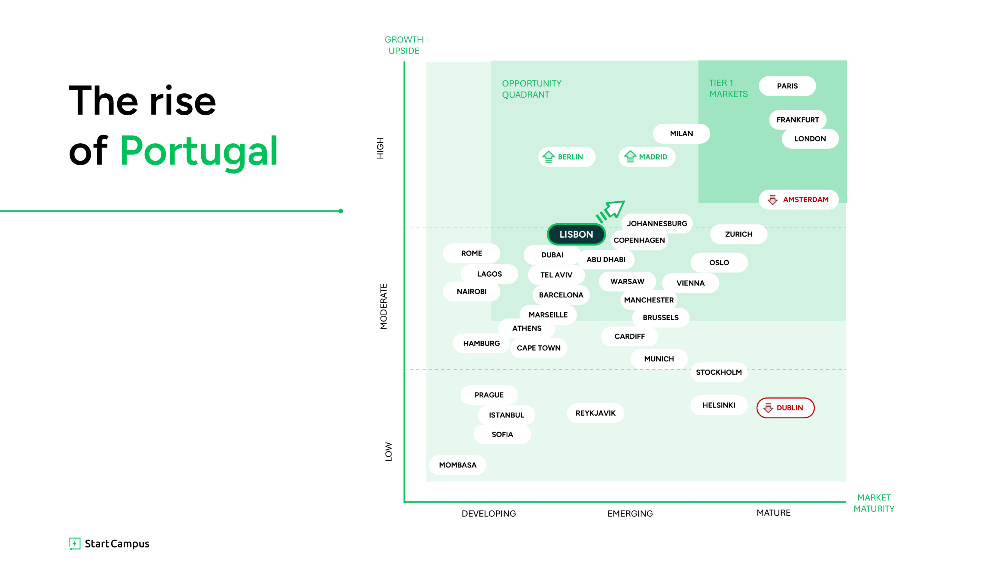 The rise
of Portugal
GROWTH
UPSIDE
HIGH
MODERATE
LOW
OPPORTUNITY
QUADRANT
TIER 1
MARKETS
PARIS
FRANKFURT
LONDON
MILAN
BERLIN
MADRID
AMSTERDAM
JOHANNESBURG
LISBON
ZURICH
COPENHAGEN
ROME
DUBAI
ABU DHABI
OSLO
LAGOS
TEL AVIV
WARSAW
VIENNA
NAIROBI
BARCELONA
MANCHESTER
MARSEILLE
BRUSSELS
ATHENS
CARDIFF
HAMBURG
CAPE TOWN
MUNICH
STOCKHOLM
PRAGUE
HELSINKI
DUBLIN
ISTANBUL
REYKJAVIK
SOFIA
MOMBASA
MARKET
MATURITY
DEVELOPING
EMERGING
MATURE
StartCampus